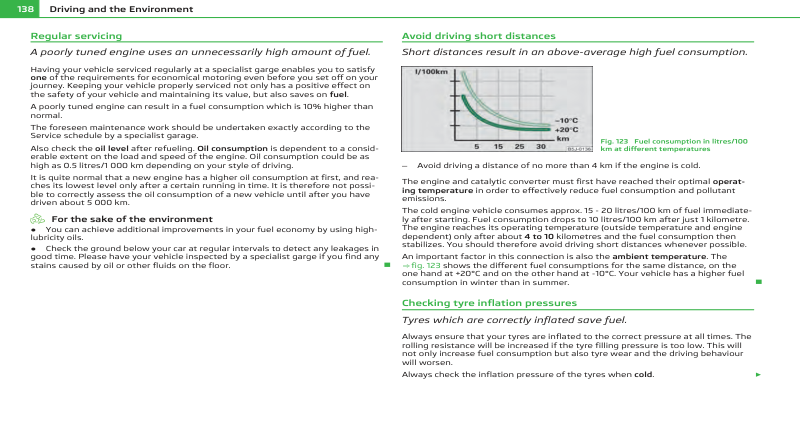 138 Driving and the Environment
Regular servicing
A poorly tuned engine uses an unnecessarily high amount of fuel.
Having your vehicle serviced regularly at a specialist garge enables you to satisfy
one of the requirements for economical motoring even before you set off on your
journey. Keeping your vehicle properly serviced not only has a positive effect on
the safety of your vehicle and maintaining its value, but also saves on fuel.
A poorly tuned engine can result in a fuel consumption which is 10% higher than
normal.
The foreseen maintenance work should be undertaken exactly according to the
Service schedule by a specialist garage.
Also check the oil level after refueling. Oil consumption is dependent to a consid-
erable extent on the load and speed of the engine. Oil consumption could be as
high as 0.5 litres/1 000 km depending on your style of driving.
It is quite normal that a new engine has a higher oil consumption at first, and rea-
ches its lowest level only after a certain running in time. It is therefore not possi-
ble to correctly assess the oil consumption of a new vehicle until after you have
driven about 5 000 km.
For the sake of the environment
● You can achieve additional improvements in your fuel economy by using high-
lubricity oils.
● Check the ground below your car at regular intervals to detect any leakages in
good time. Please have your vehicle inspected by a specialist garge if you find any
stains caused by oil or other fluids on the floor.
Avoid driving short distances
Short distances result in an above-average high fuel consumption.
l/100km
–10°C
+20°C
km
5 15 20 30
Fig. 123 Fuel consumption in litres/100
km at different temperatures
– Avoid driving a distance of no more than 4 km if the engine is cold.
The engine and catalytic converter must first have reached their optimal operat-
ing temperature in order to effectively reduce fuel consumption and pollutant
emissions.
The cold engine vehicle consumes approx. 15 - 20 litres/100 km of fuel immediate-
ly after starting. Fuel consumption drops to 10 litres/100 km after just 1 kilometre.
The engine reaches its operating temperature (outside temperature and engine
dependent) only after about 4 to 10 kilometres and the fuel consumption then
stabilizes. You should therefore avoid driving short distances whenever possible.
An important factor in this connection is also the ambient temperature. The
⇒ fig. 123 shows the different fuel consumptions for the same distance, on the
one hand at +20°C and on the other hand at -10°C. Your vehicle has a higher fuel
consumption in winter than in summer.
Checking tyre inflation pressures
Tyres which are correctly inflated save fuel.
Always ensure that your tyres are inflated to the correct pressure at all times. The
rolling resistance will be increased if the tyre filling pressure is too low. This will
not only increase fuel consumption but also tyre wear and the driving behaviour
will worsen.
Always check the inflation pressure of the tyres when cold.